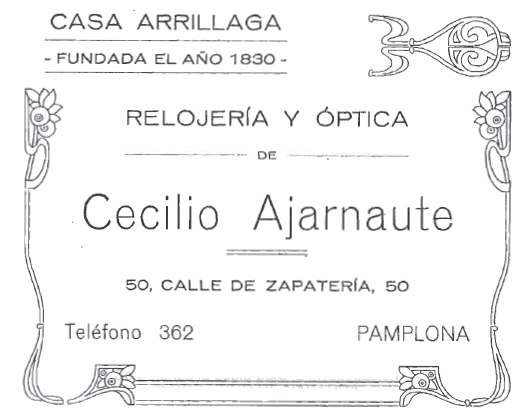 CASA ARRILLAGA
- FUNDADA EL AÑO 1830 -
RELOJERÍA Y ÓPTICA
DE
Cecilio Ajarnaute
50, CALLE DE ZAPATERÍA, 50
Teléfono 362
PAMPLONA